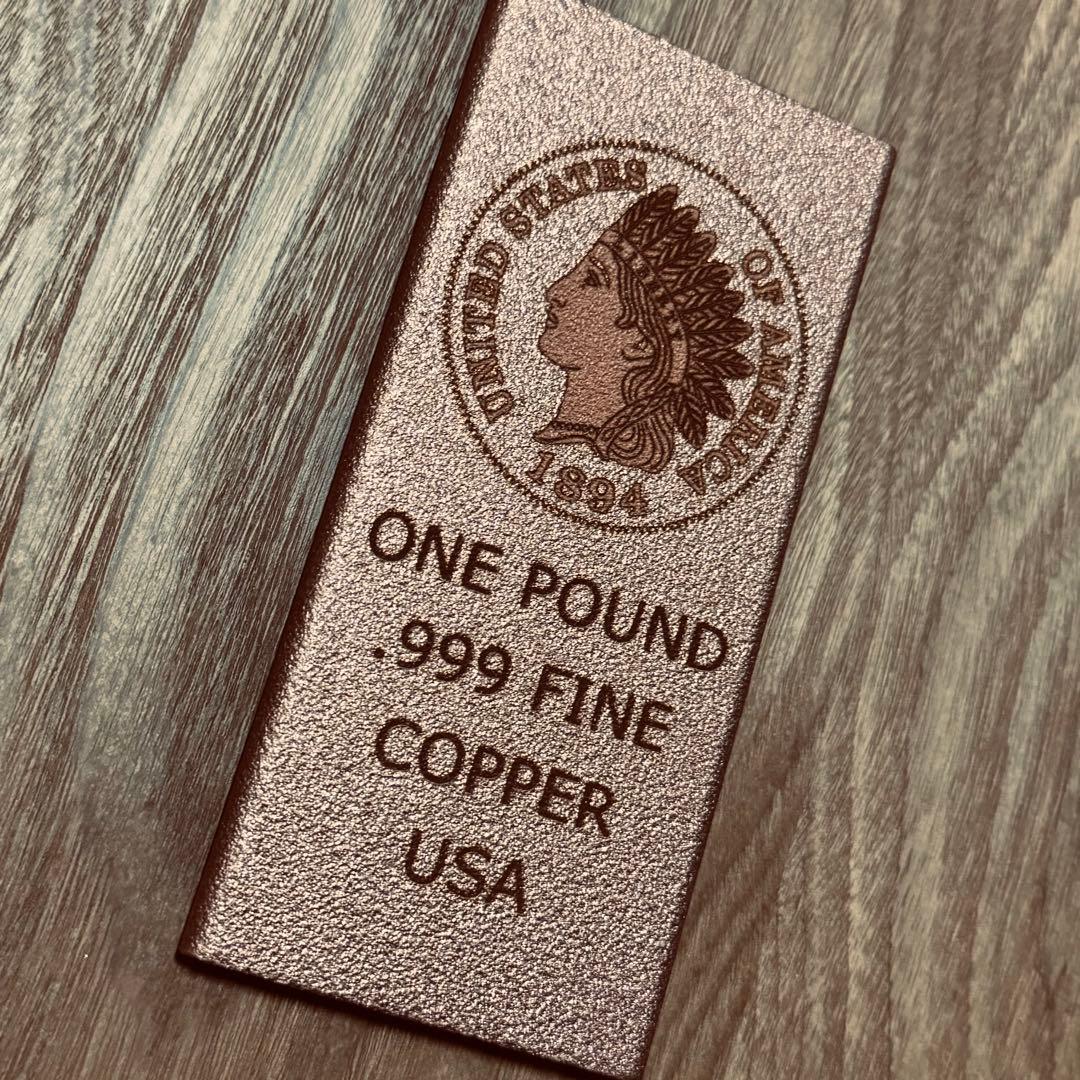 UNITED STATES OF AMERICA
1894
ONE POUND
.999 FINE
COPPER
USA